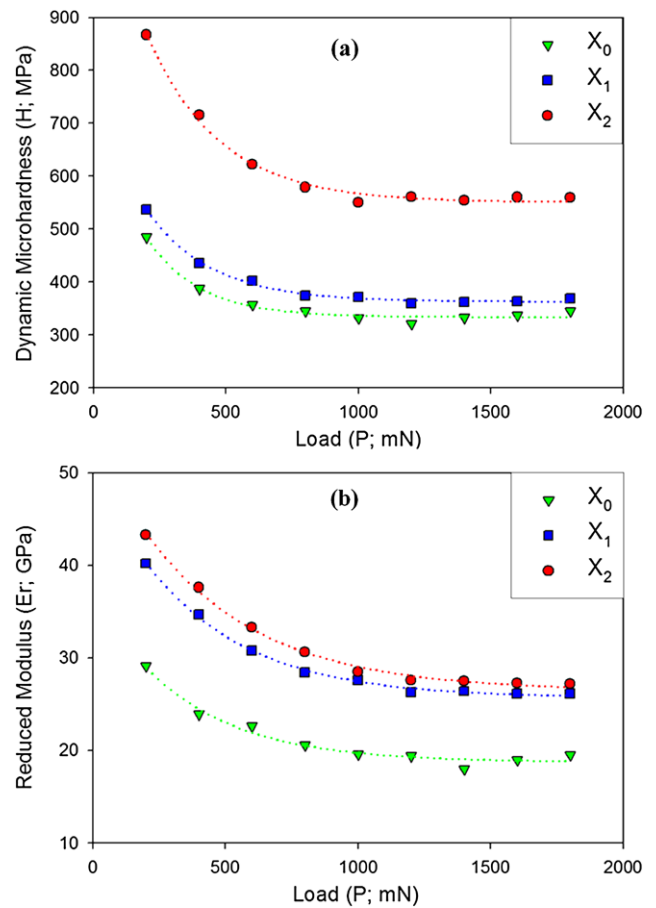 (a)
X₀
X₁
X₂
Dynamic Microhardness (H; MPa)
900
800
700
600
500
400
300
200
0
500
1000
1500
2000
Load (P; mN)
(b)
X₀
X₁
X₂
Reduced Modulus (Er; GPa)
50
40
30
20
10
0
500
1000
1500
2000
Load (P; mN)